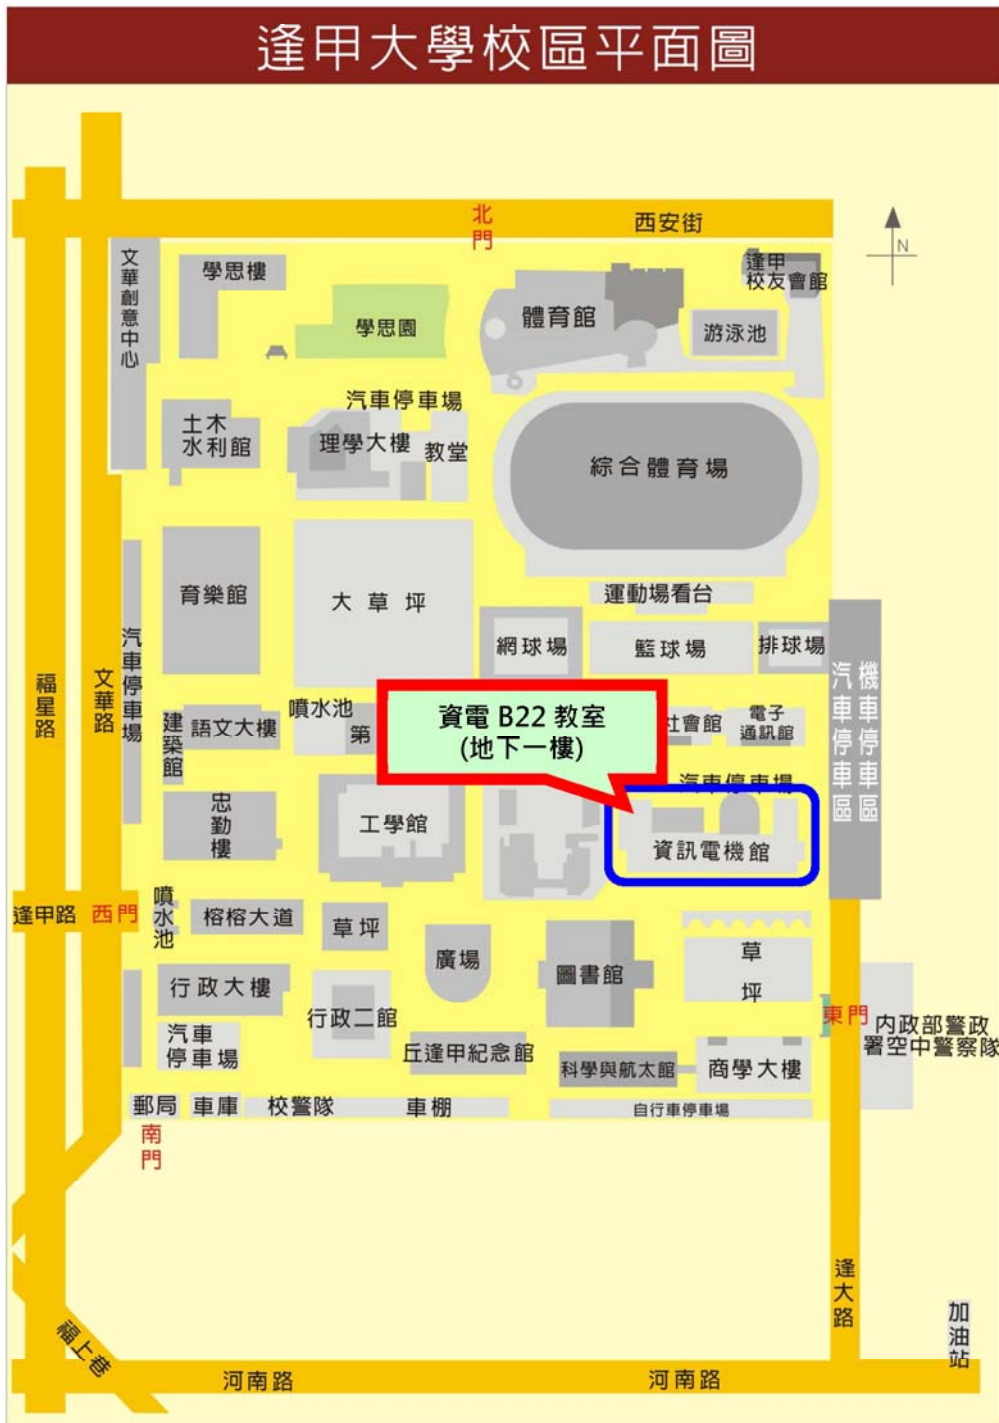 逢甲大學校區平面圖
北門
西安街
N
文華創意中心
學思樓
學思園
體育館
逢甲
校友會館
游泳池
土木
水利館
汽車停車場
理學大樓
教堂
綜合體育場
育樂館
大草坪
運動場看台
網球場
籃球場
排球場
福星路
文華路
汽車停車場
汽車停車區
機車停車區
建築館
語文大樓
噴水池
第
資電 B22 教室
(地下一樓)
社會館
電子
通訊館
汽車停車場
忠勤樓
工學館
資訊電機館
逢甲路
西門
噴水池
榕榕大道
草坪
廣場
圖書館
草坪
行政大樓
行政二館
東門
內政部警政
署空中警察隊
汽車
停車場
丘逢甲紀念館
科學與航太館
商學大樓
郵局
車庫
校警隊
車棚
自行車停車場
南門
逢大路
加油站
福上巷
河南路
河南路